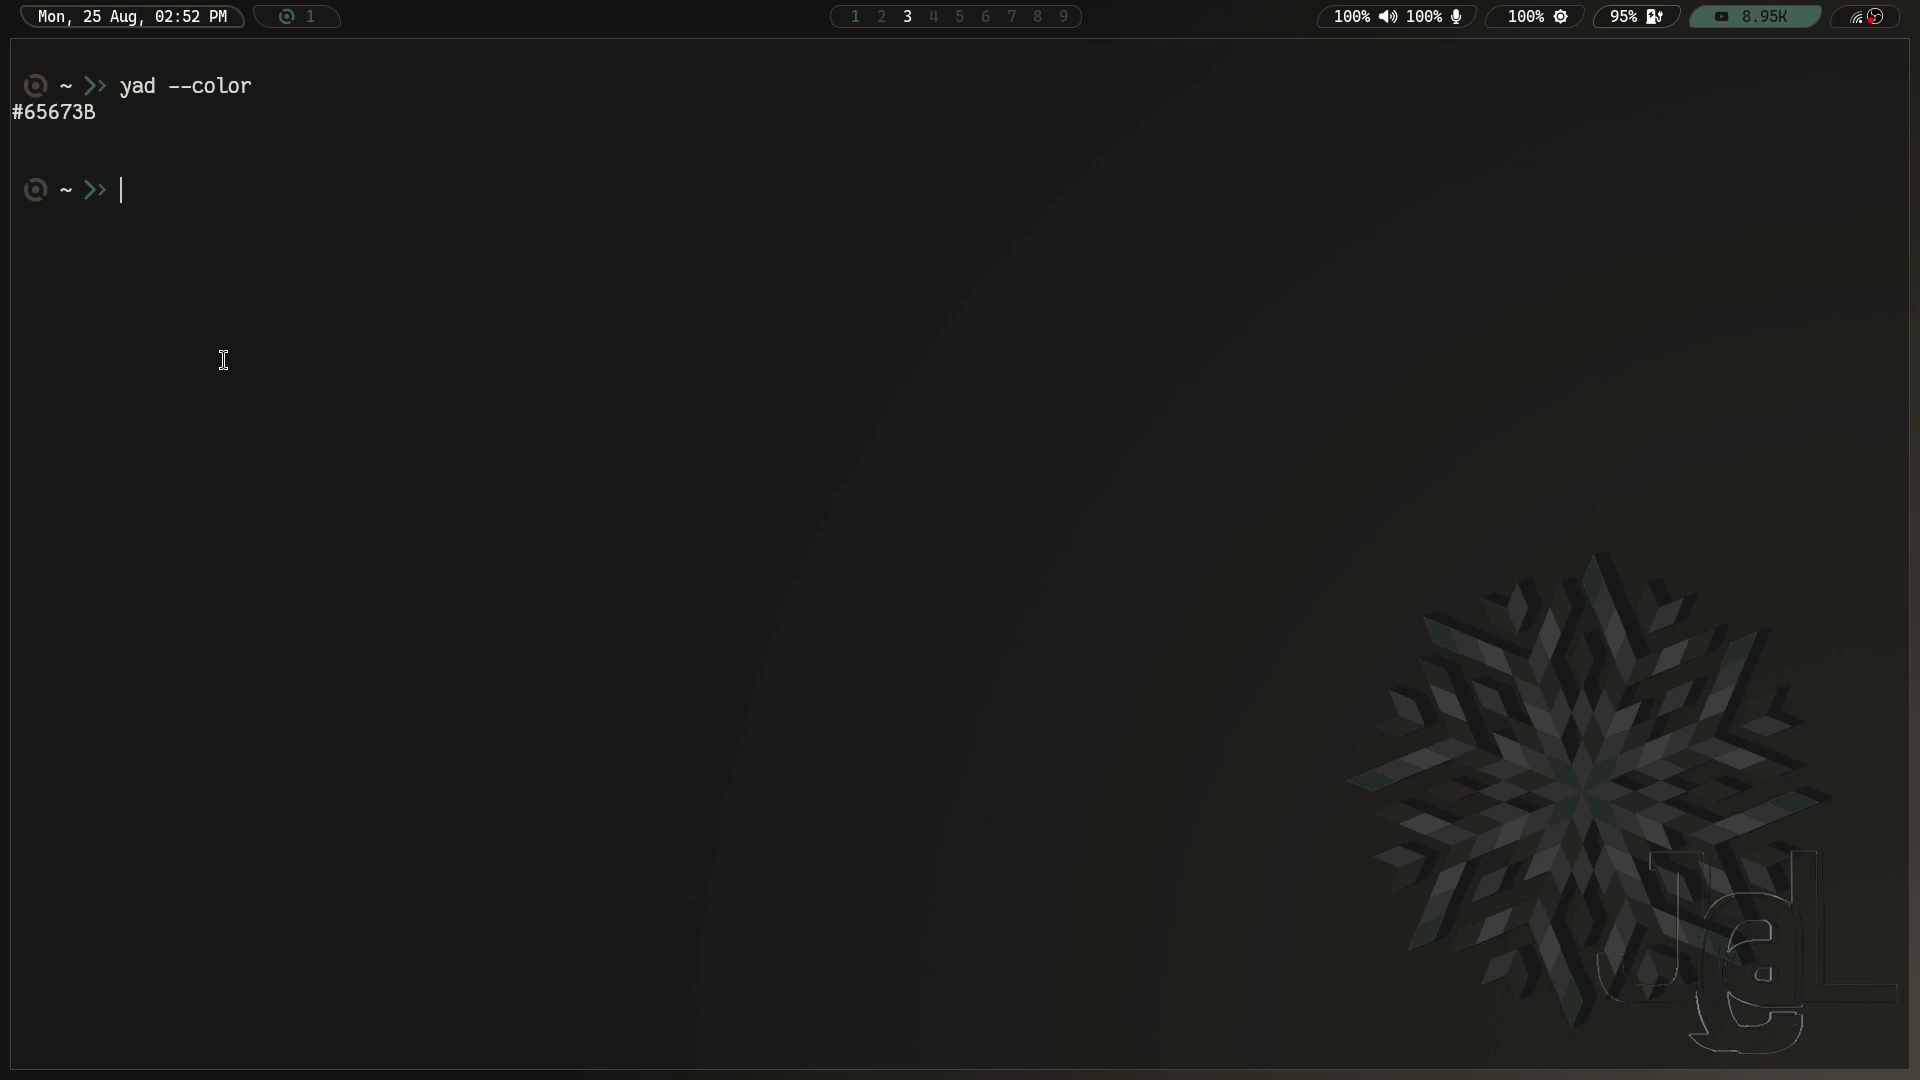 Mon, 25 Aug, 02:52 PM
1
1 2 3 4 5 6 7 8 9
100% 100%
100%
95%
8.95K
~ yad --color
#65673B
~